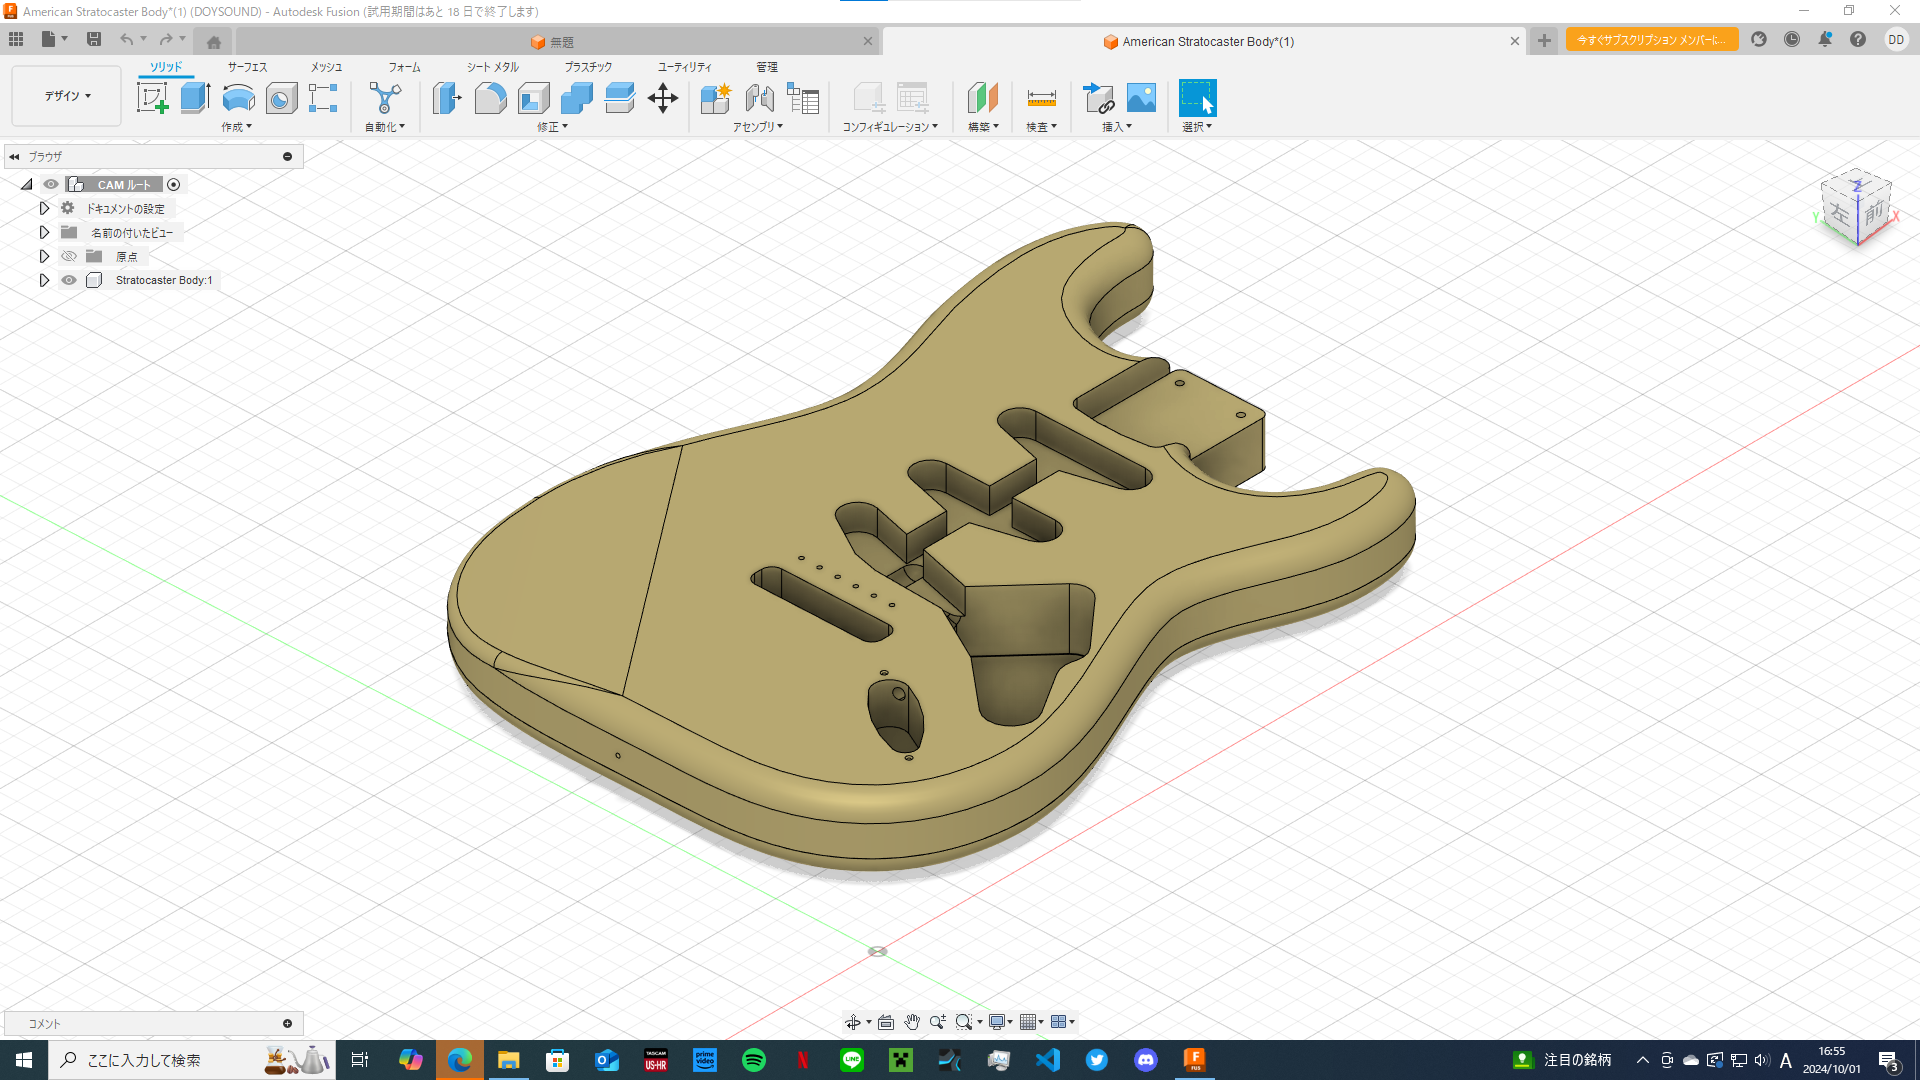 American Stratocaster Body*(1) (DOYSOUND) - Autodesk Fusion (試用期間はあと 18 日で終了します)
無題
American Stratocaster Body*(1)
今すぐサブスクリプション メンバーに...
DD
デザイン
ソリッド
サーフェス
メッシュ
フォーム
シート メタル
プラスチック
ユーティリティ
管理
作成
自動化
修正
アセンブリ
コンフィギュレーション
構築
検査
挿入
選択
ブラウザ
CAM ルート
ドキュメントの設定
名前の付いたビュー
原点
Stratocaster Body:1
Z
左
前
Y
X
コメント
ここに入力して検索
TASCAM
US-HR
prime video
LINE
F
FUS
注目の銘柄
A
16:55
2024/10/01
3